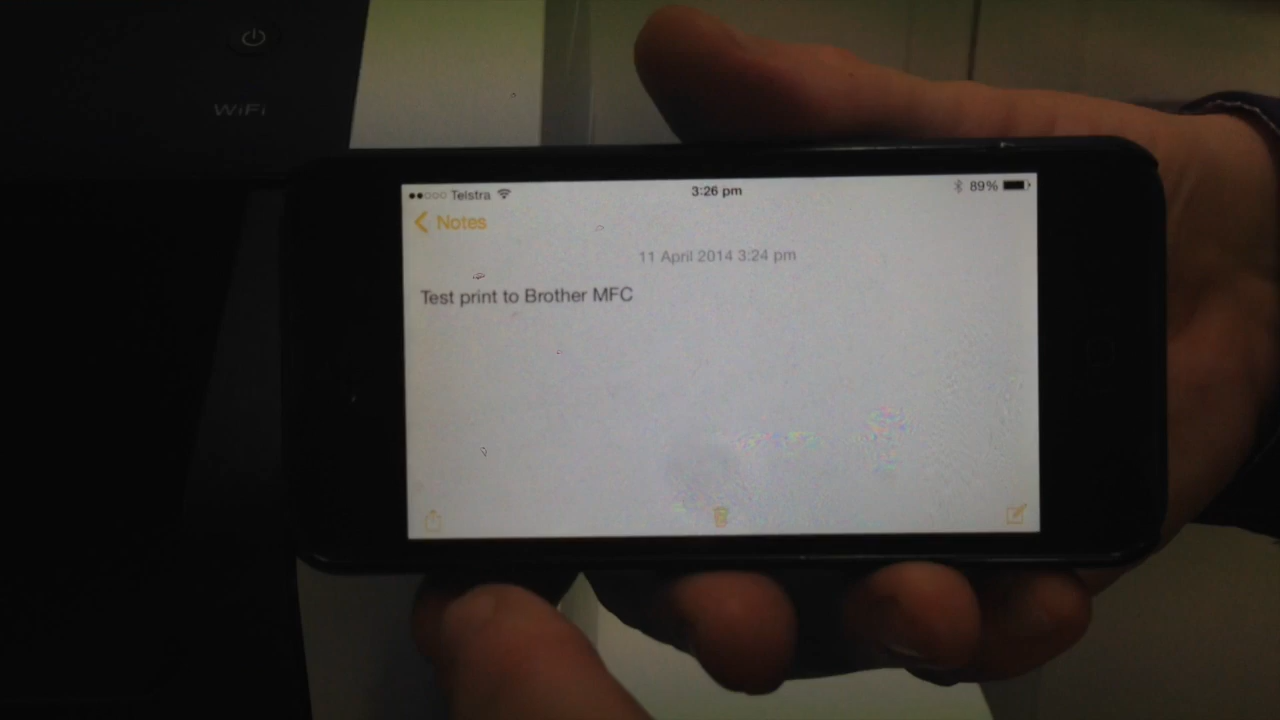 WiFi
Telstra 3:26 pm 89%
Notes
11 April 2014 3:24 pm
Test print to Brother MFC